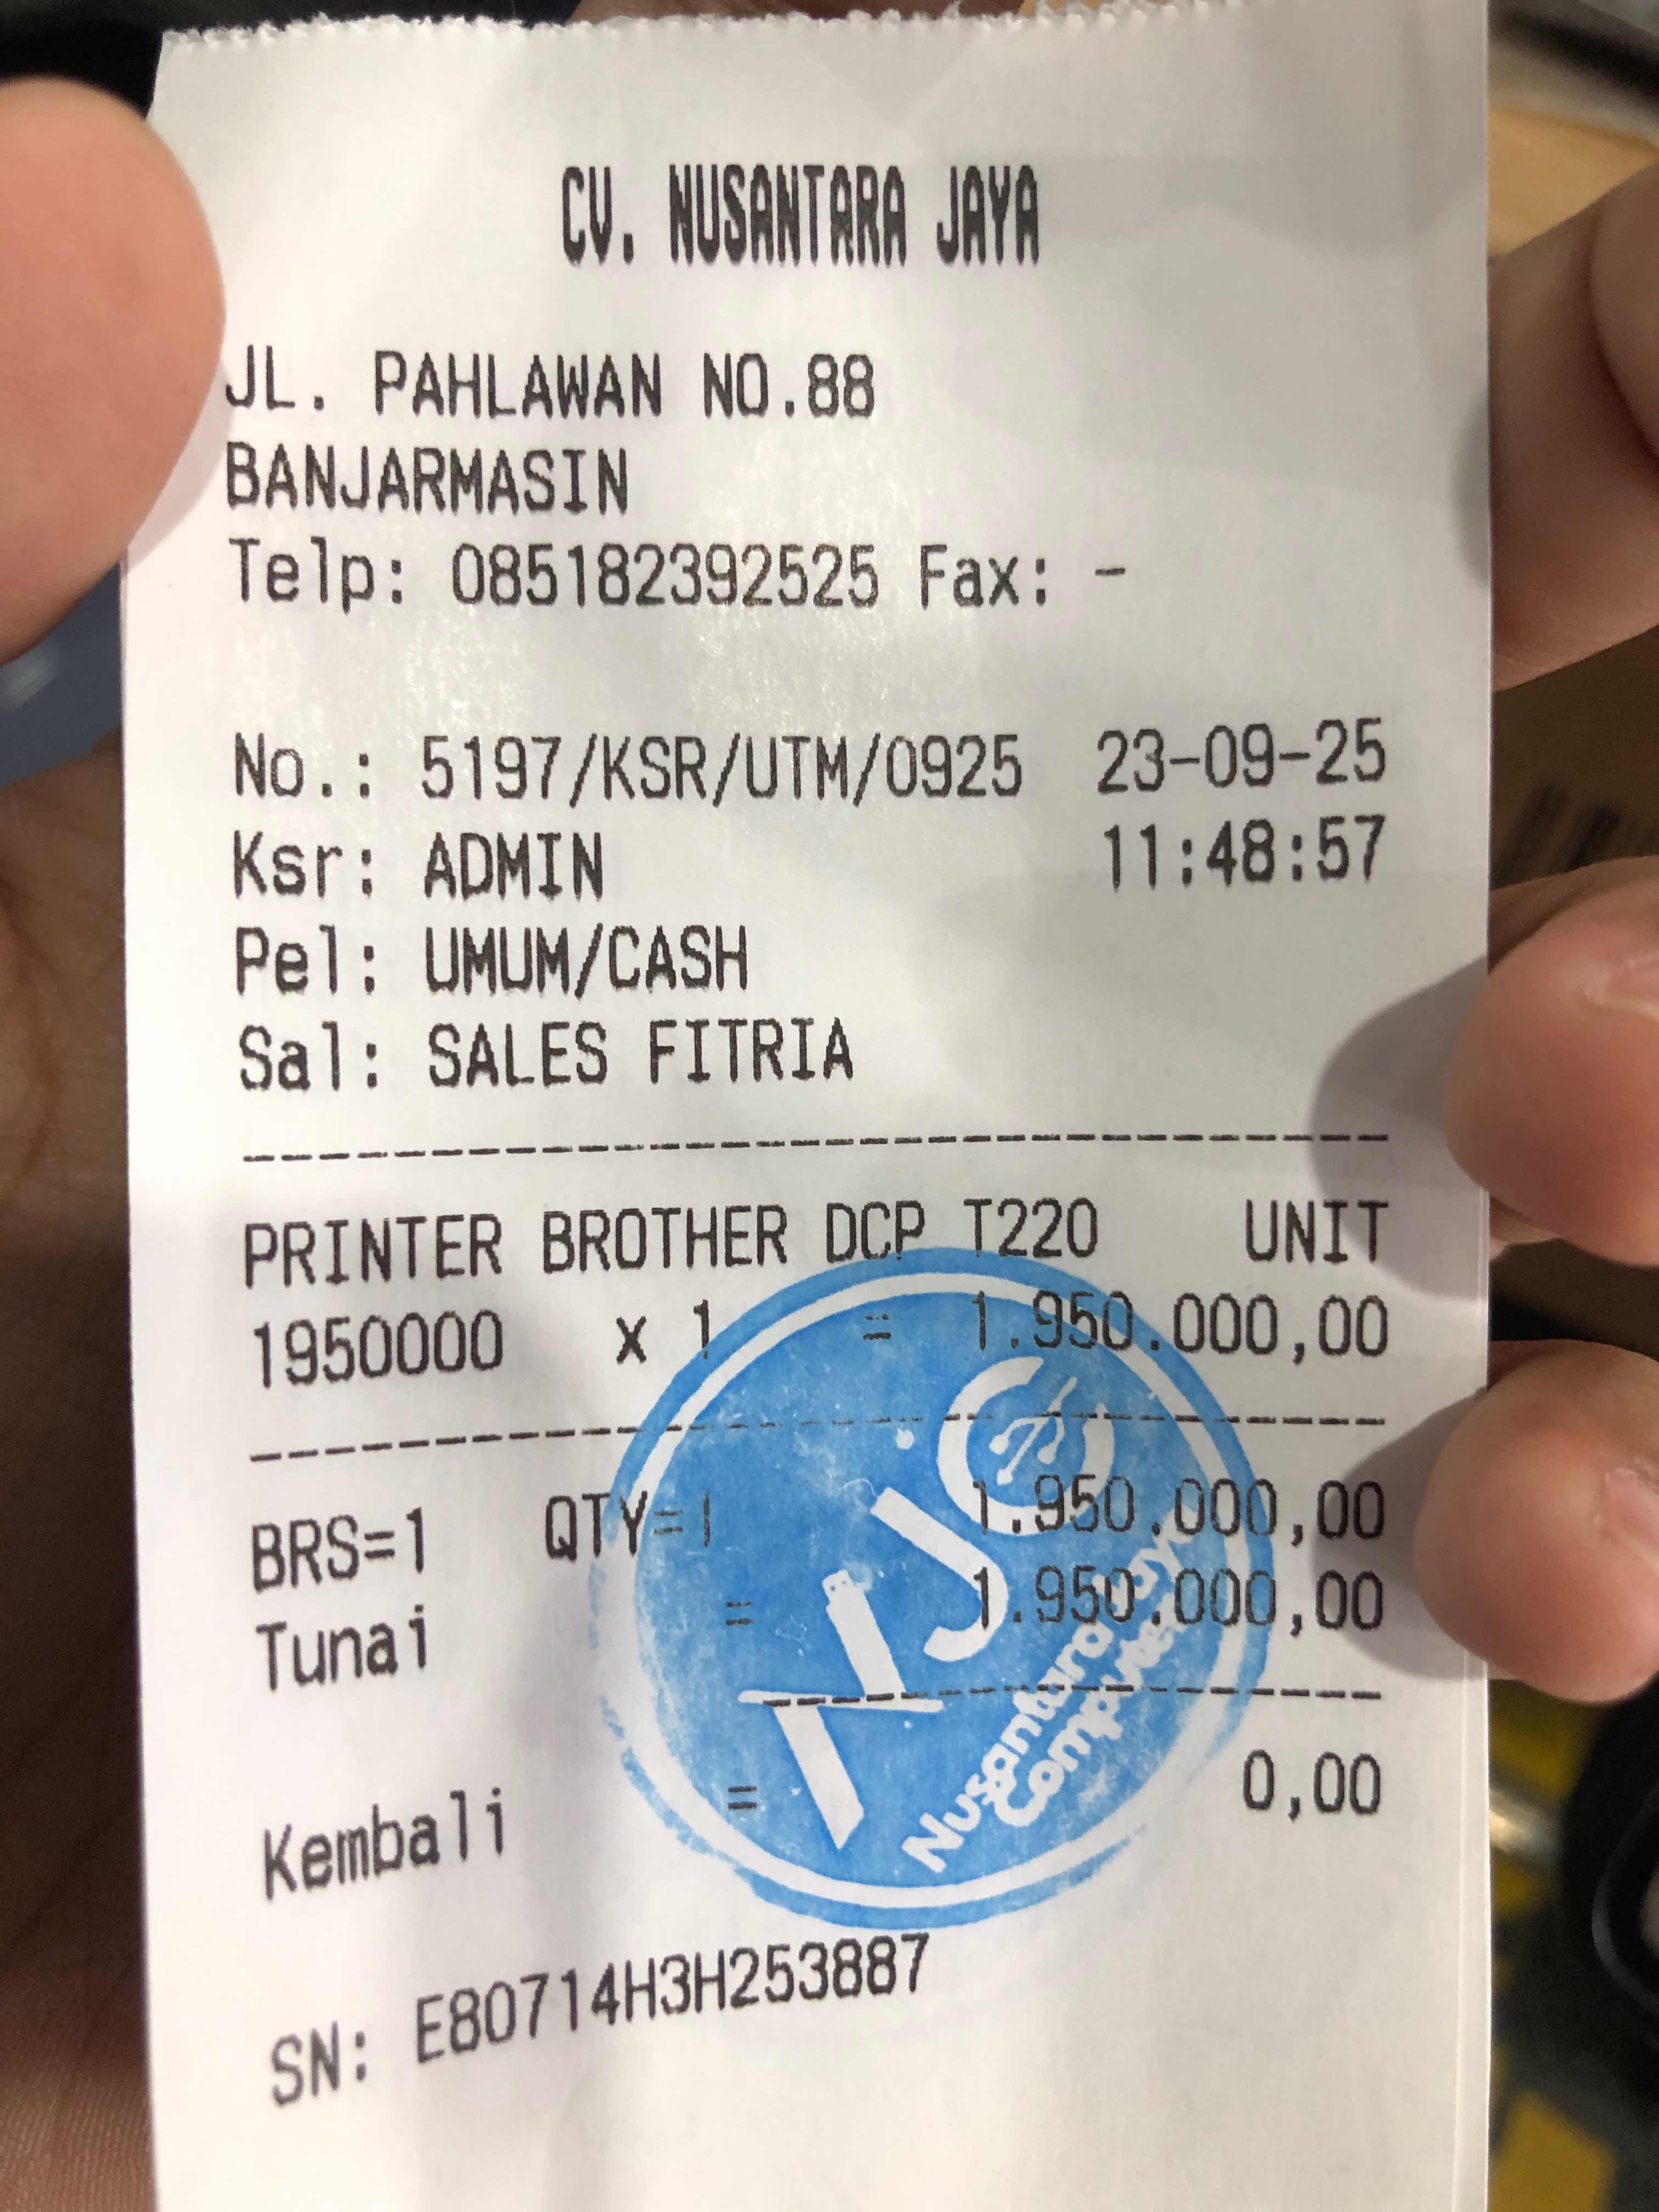 CV. NUSANTARA JAYA
JL. PAHLAWAN NO.88
BANJARMASIN
Telp: 085182392525 Fax: -
No.: 5197/KSR/UTM/0925 23-09-25
Ksr: ADMIN 11:48:57
Pel: UMUM/CASH
Sal: SALES FITRIA
PRINTER BROTHER DCP T220 UNIT
1950000 x 1 = 1.950.000,00
BRS=1 QTY=1 1.950.000,00
Tunai = 1.950.000,00
Kembali = 0,00
NJC
Nusantara Jaya
Computer
SN: E80714H3H253887